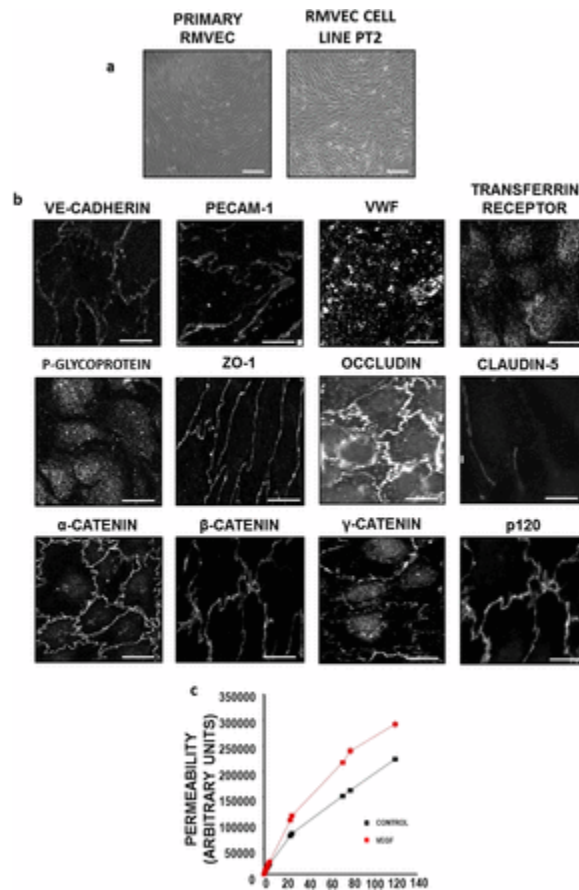 PRIMARY
RMVEC
RMVEC CELL
LINE PT2
a
b
VE-CADHERIN
PECAM-1
VWF
TRANSFERRIN
RECEPTOR
P-GLYCOPROTEIN
ZO-1
OCCLUDIN
CLAUDIN-5
α-CATENIN
β-CATENIN
γ-CATENIN
p120
c
PERMEABILITY
(ARBITRARY UNITS)
350000
300000
250000
200000
150000
100000
50000
0
CONTROL
VEGF
0 20 40 60 80 100 120 140